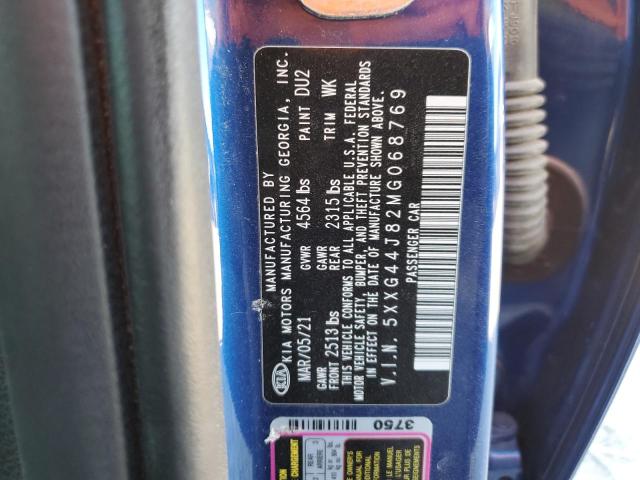 KIA
MANUFACTURED BY
KIA MOTORS MANUFACTURING GEORGIA, INC.
MAR/05/21 GVWR 4564 lbs PAINT DU2
GAWR GAWR
FRONT 2513 lbs REAR 2315 lbs TRIM WK
THIS VEHICLE CONFORMS TO ALL APPLICABLE U.S.A. FEDERAL
MOTOR VEHICLE SAFETY, BUMPER, AND THEFT PREVENTION STANDARDS
IN EFFECT ON THE DATE OF MANUFACTURE SHOWN ABOVE.
V.I.N. 5XXG44J82MG068769
PASSENGER CAR
3750